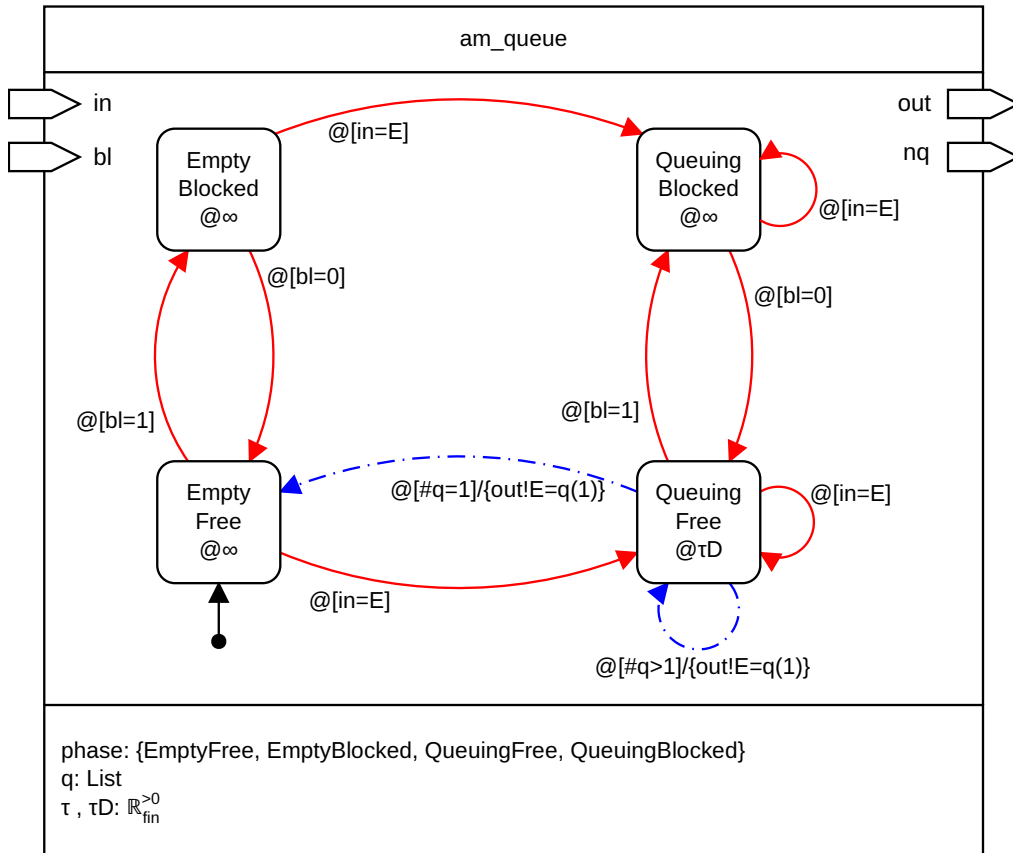 am_queue
in
out
bl
nq
@[in=E]
Empty
Blocked
@∞
Queuing
Blocked
@∞
@[in=E]
@[bl=0]
@[bl=0]
@[bl=1]
@[bl=1]
Empty
Free
@∞
@[#q=1]/{out!E=q(1)}
Queuing
Free
@τD
@[in=E]
@[in=E]
@[#q>1]/{out!E=q(1)}
phase: {EmptyFree, EmptyBlocked, QueuingFree, QueuingBlocked}
q: List
τ , τD: ℝ>0fin